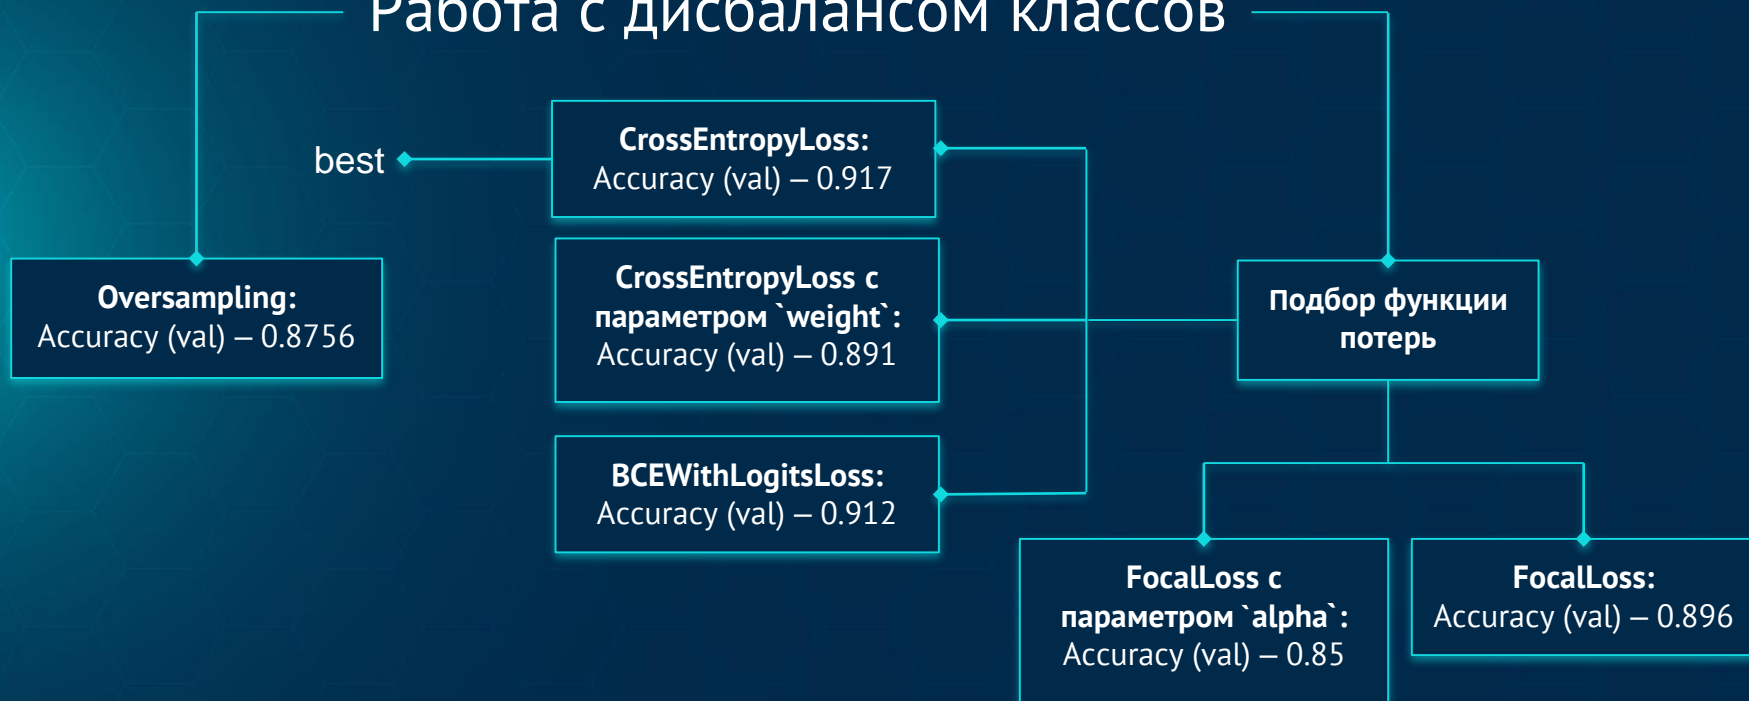 Работа с дисбалансом классов
best
CrossEntropyLoss:
Accuracy (val) – 0.917
Oversampling:
Accuracy (val) – 0.8756
CrossEntropyLoss с
параметром `weight`:
Accuracy (val) – 0.891
Подбор функции
потерь
BCEWithLogitsLoss:
Accuracy (val) – 0.912
FocalLoss с
параметром `alpha`:
Accuracy (val) – 0.85
FocalLoss:
Accuracy (val) – 0.896